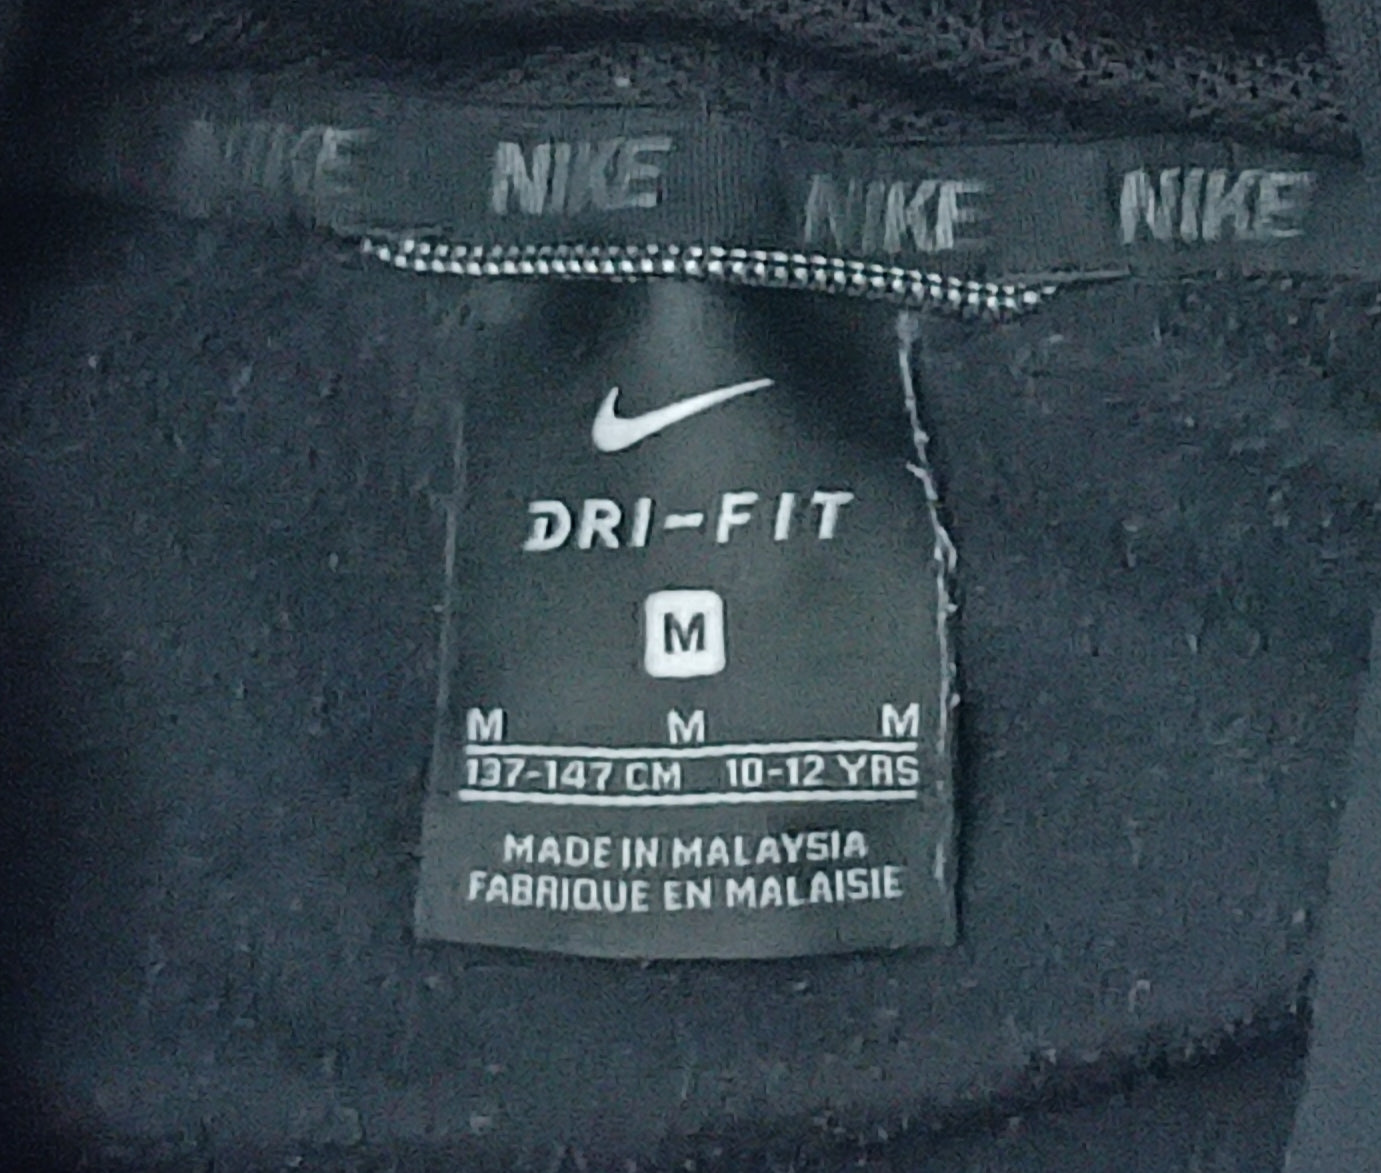 NIKE NIKE NIKE NIKE
DRI-FIT
M
M M M
137-147 CM 10-12 YRS
MADE IN MALAYSIA
FABRIQUE EN MALAISIE